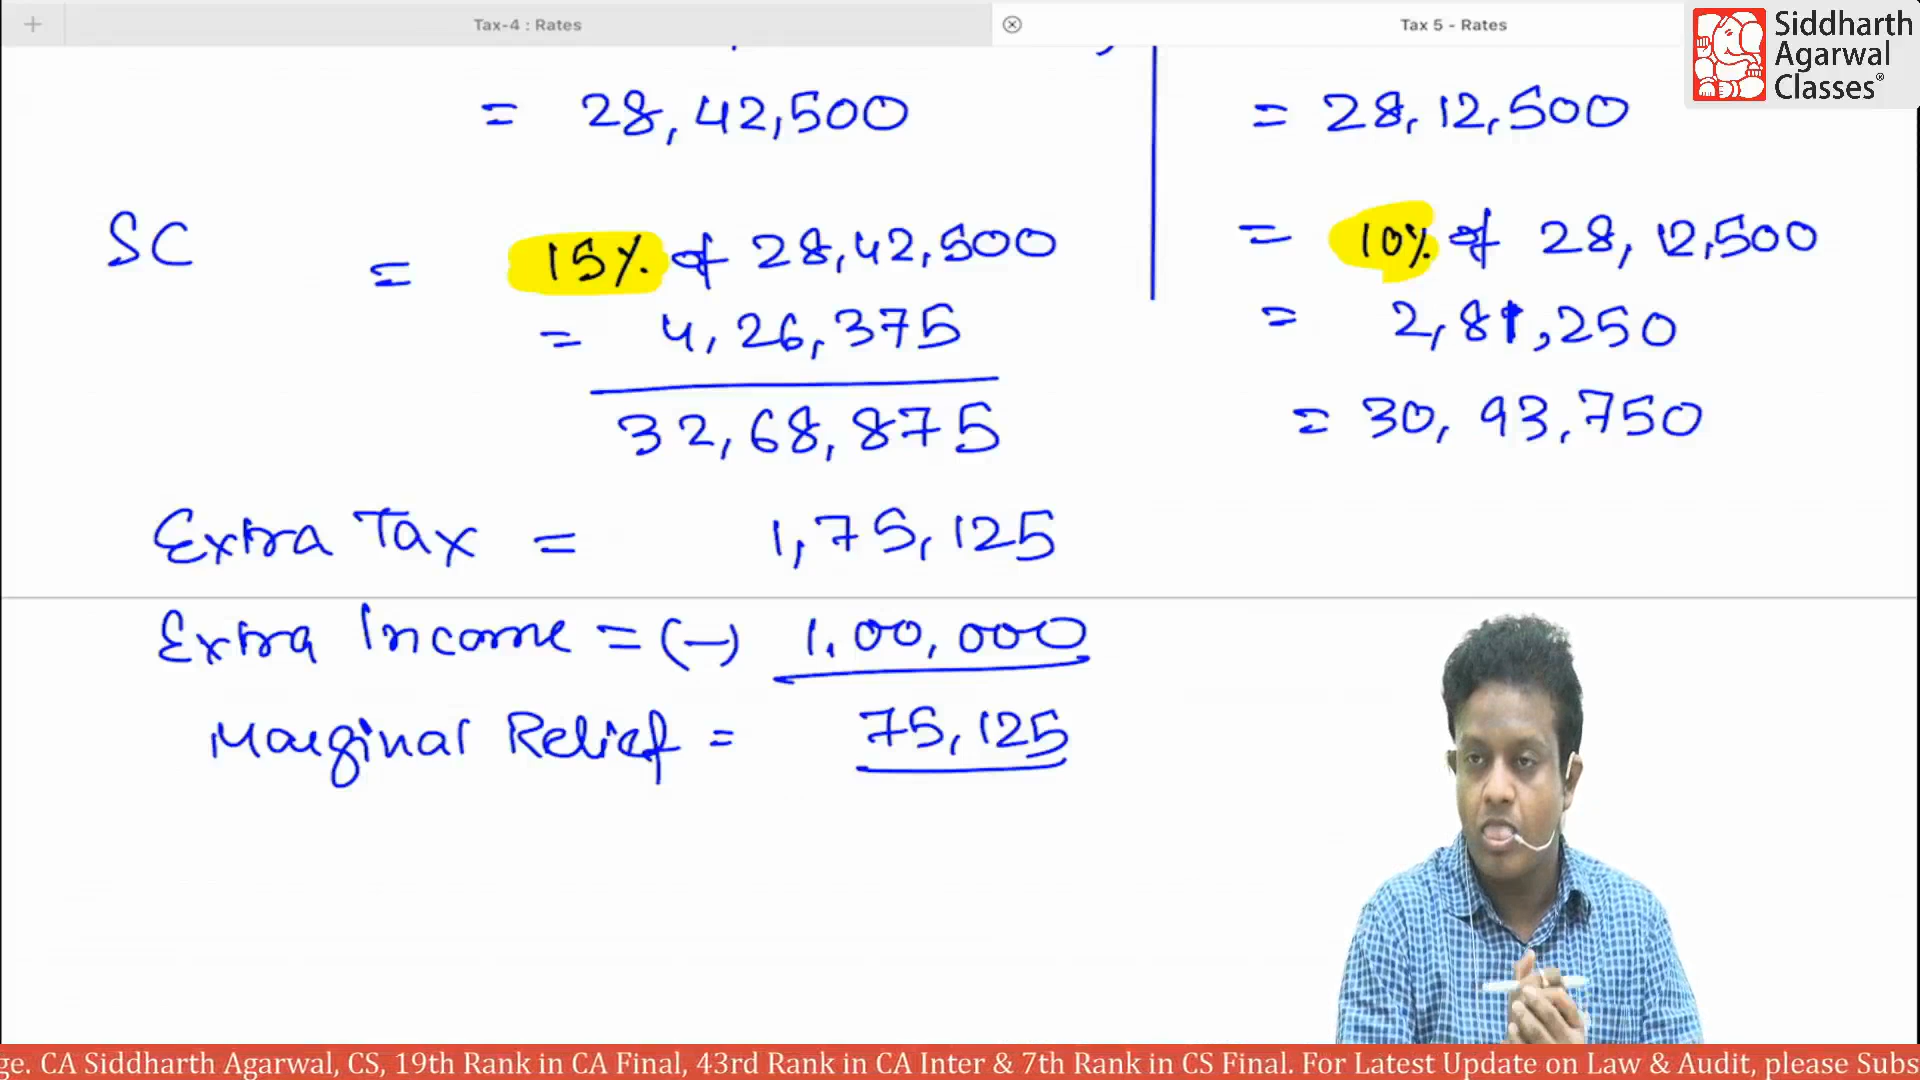 Tax-4 : Rates
Tax 5 - Rates
Siddharth
Agarwal
Classes®
= 28,42,500
= 28,12,500
SC = 15% of 28,42,500
= 10% of 28,12,500
= 4,26,375
= 2,81,250
32,68,875
= 30,93,750
Extra Tax = 1,75,125
Extra Income = (-) 1,00,000
Marginal Relief = 75,125
ge. CA Siddharth Agarwal, CS, 19th Rank in CA Final, 43rd Rank in CA Inter & 7th Rank in CS Final. For Latest Update on Law & Audit, please Subs